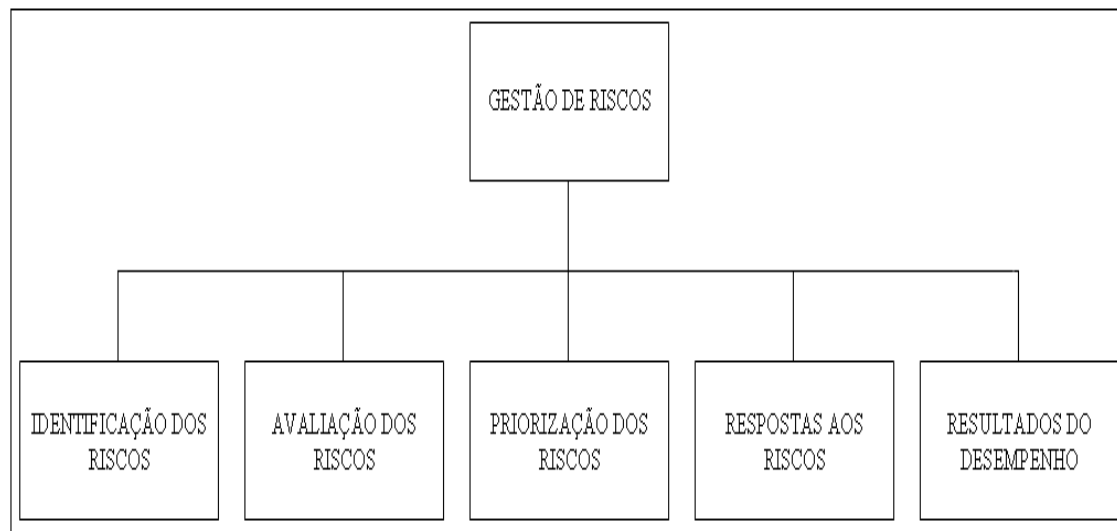 GESTÃO DE RISCOS
IDENTIFICAÇÃO DOS
RISCOS
AVALIAÇÃO DOS
RISCOS
PRIORIZAÇÃO DOS
RISCOS
RESPOSTAS AOS
RISCOS
RESULTADOS DO
DESEMPENHO